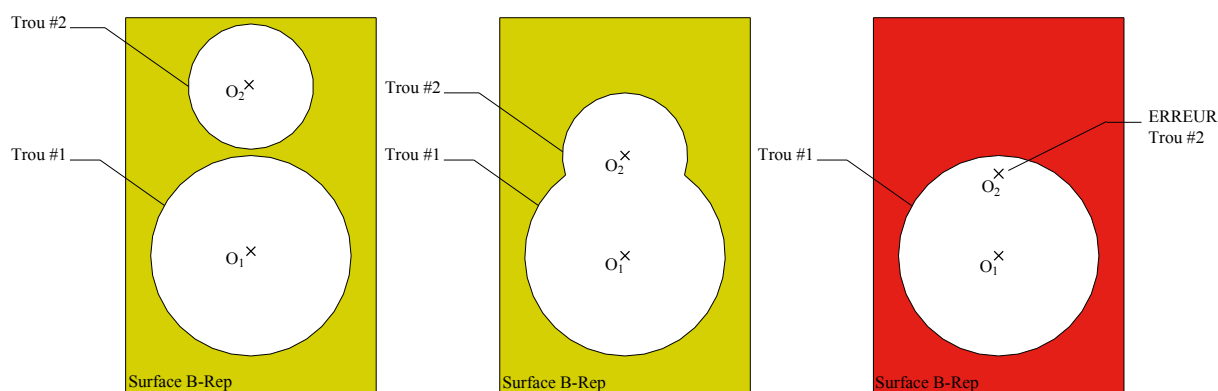 Trou #2
O₂
Trou #1
O₁
Surface B-Rep
Trou #2
Trou #1
O₂
O₁
Surface B-Rep
ERREUR
Trou #2
Trou #1
O₂
O₁
Surface B-Rep